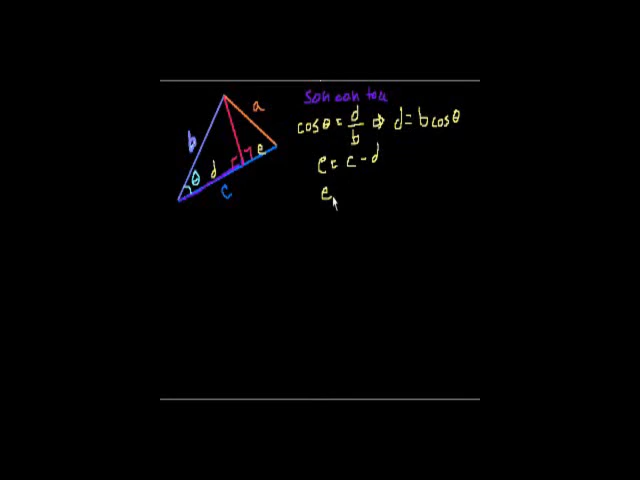 soh cah toa
a
cosθ = d/b ⇒ d = b cosθ
b
e
e = c - d
θ
d
c
e